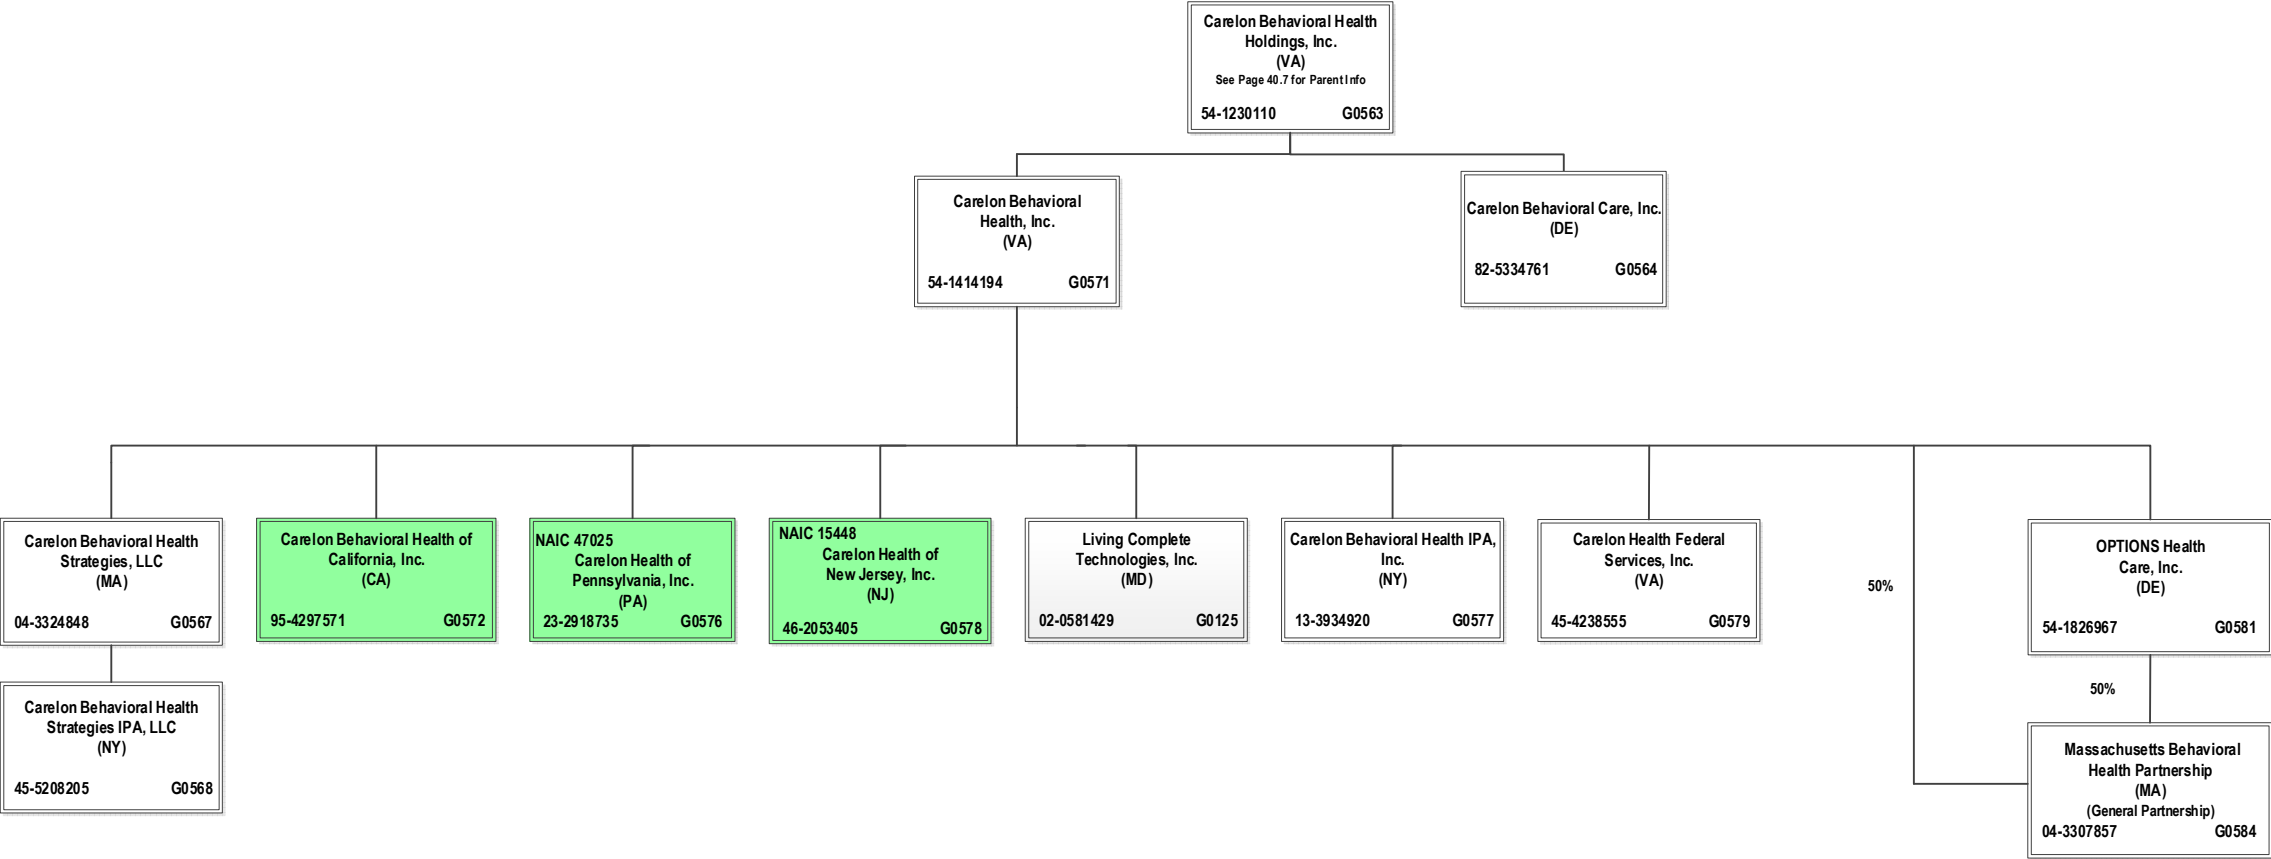 Carelon Behavioral Health
Holdings, Inc.
(VA)
See Page 40.7 for Parent Info
54-1230110 G0563
Carelon Behavioral
Health, Inc.
(VA)
54-1414194 G0571
Carelon Behavioral Care, Inc.
(DE)
82-5334761 G0564
Carelon Behavioral Health
Strategies, LLC
(MA)
04-3324848 G0567
Carelon Behavioral Health of
California, Inc.
(CA)
95-4297571 G0572
NAIC 47025
Carelon Health of
Pennsylvania, Inc.
(PA)
23-2918735 G0576
NAIC 15448
Carelon Health of
New Jersey, Inc.
(NJ)
46-2053405 G0578
Living Complete
Technologies, Inc.
(MD)
02-0581429 G0125
Carelon Behavioral Health IPA,
Inc.
(NY)
13-3934920 G0577
Carelon Health Federal
Services, Inc.
(VA)
45-4238555 G0579
50%
OPTIONS Health
Care, Inc.
(DE)
54-1826967 G0581
50%
Carelon Behavioral Health
Strategies IPA, LLC
(NY)
45-5208205 G0568
Massachusetts Behavioral
Health Partnership
(MA)
(General Partnership)
04-3307857 G0584